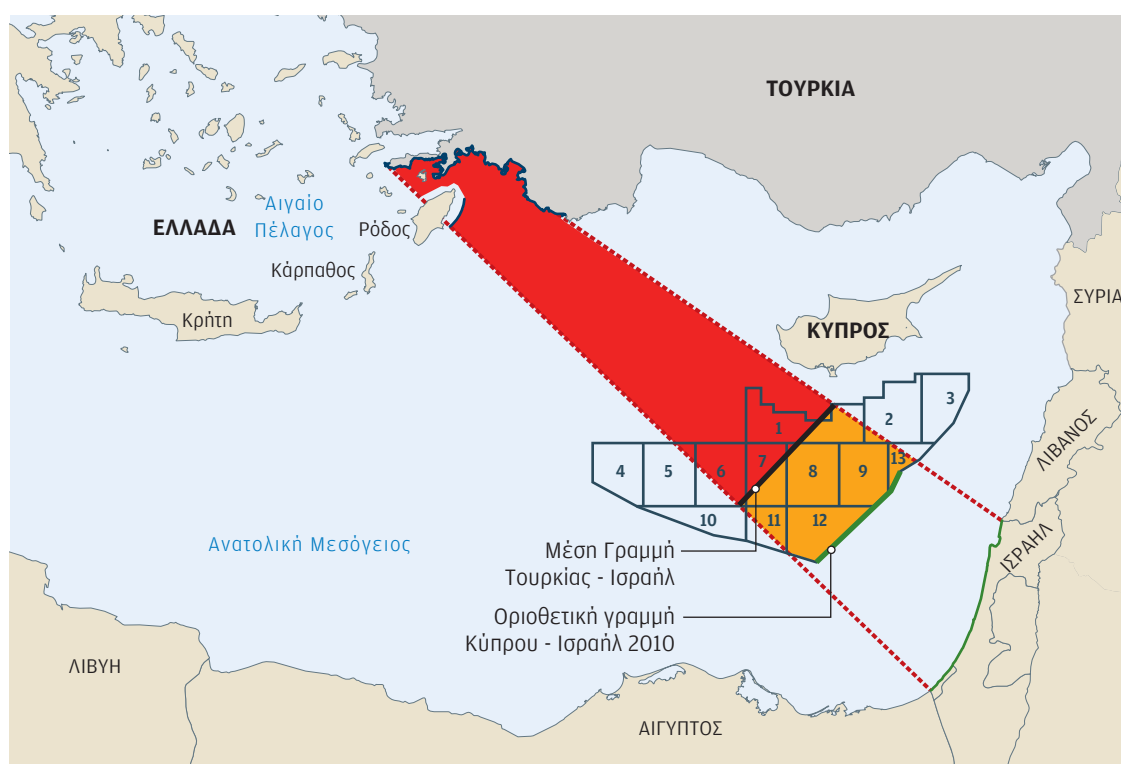 ΤΟΥΡΚΙΑ
ΕΛΛΑΔΑ
Αιγαίο
Πέλαγος
Ρόδος
Κάρπαθος
Κρήτη
ΣΥΡΙΑ
ΚΥΠΡΟΣ
ΛΙΒΑΝΟΣ
ΙΣΡΑΗΛ
1
2
3
4
5
6
7
8
9
13
10
11
12
Ανατολική Μεσόγειος
Μέση Γραμμή
Τουρκίας - Ισραήλ
Οριοθετική γραμμή
Κύπρου - Ισραήλ 2010
ΛΙΒΥΗ
ΑΙΓΥΠΤΟΣ